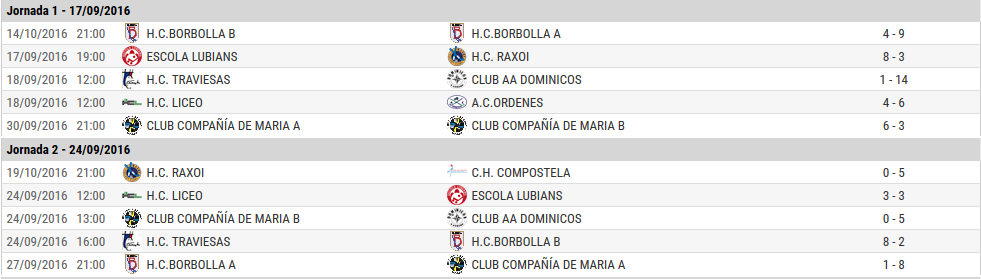 Jornada 1 - 17/09/2016
14/10/2016 21:00 H.C.BORBOLLA B H.C.BORBOLLA A 4 - 9
17/09/2016 19:00 ESCOLA LUBIANS H.C. RAXOI 8 - 3
18/09/2016 12:00 H.C. TRAVIESAS CLUB AA DOMINICOS 1 - 14
18/09/2016 12:00 H.C. LICEO A.C.ORDENES 4 - 6
30/09/2016 21:00 CLUB COMPAÑÍA DE MARIA A CLUB COMPAÑÍA DE MARIA B 6 - 3
Jornada 2 - 24/09/2016
19/10/2016 21:00 H.C. RAXOI C.H. COMPOSTELA 0 - 5
24/09/2016 12:00 H.C. LICEO ESCOLA LUBIANS 3 - 3
24/09/2016 13:00 CLUB COMPAÑÍA DE MARIA B CLUB AA DOMINICOS 0 - 5
24/09/2016 16:00 H.C. TRAVIESAS H.C.BORBOLLA B 8 - 2
27/09/2016 21:00 H.C.BORBOLLA A CLUB COMPAÑÍA DE MARIA A 1 - 8